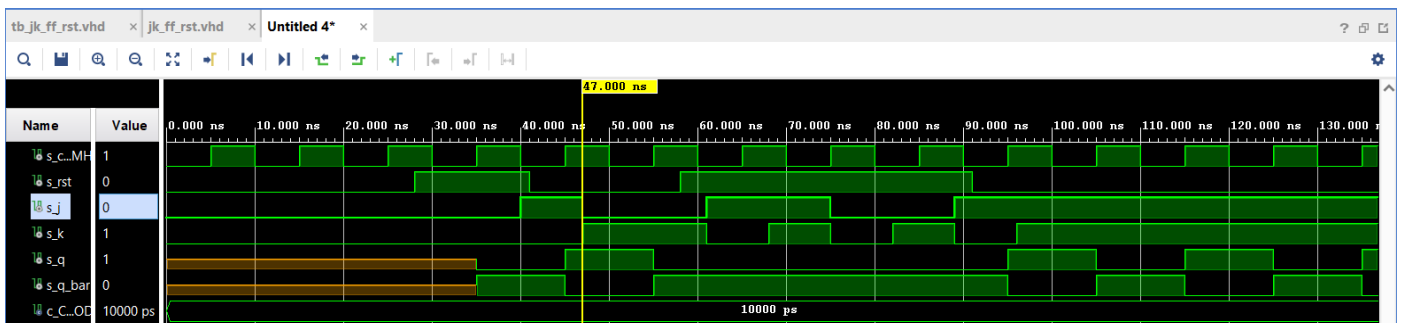 tb_jk_ff_rst.vhd × jk_ff_rst.vhd × Untitled 4* × ?
47.000 ns
Name Value 0.000 ns 10.000 ns 20.000 ns 30.000 ns 40.000 ns 50.000 ns 60.000 ns 70.000 ns 80.000 ns 90.000 ns 100.000 ns 110.000 ns 120.000 ns 130.000
s_c...MH 1
s_rst 0
s_j 0
s_k 1
s_q 1
s_q_bar 0
c_C...OD 10000 ps 10000 ps